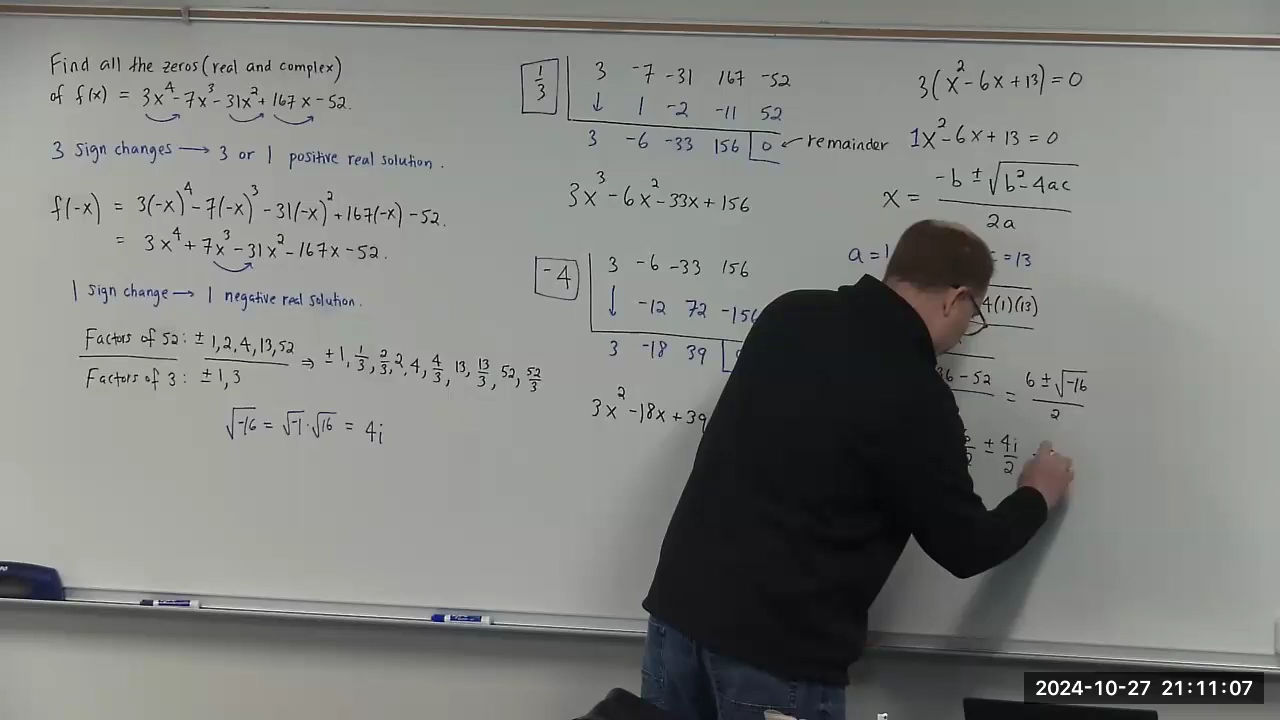 Find all the zeros (real and complex)
of f(x) = 3x⁴ - 7x³ - 31x² + 167x - 52.
3 sign changes → 3 or 1 positive real solution.
f(-x) = 3(-x)⁴ - 7(-x)³ - 31(-x)² + 167(-x) - 52.
= 3x⁴ + 7x³ - 31x² - 167x - 52.
1 sign change → 1 negative real solution.
Factors of 52: ± 1, 2, 4, 13, 52
Factors of 3: ± 1, 3
⇒ ± 1, 1/3, 2/3, 2, 4, 4/3, 13, 13/3, 52, 52/3
√-16 = √-1 · √16 = 4i
1/3 | 3 -7 -31 167 -52
↓ 1 -2 -11 52
3 -6 -33 156 | 0 ← remainder
3x³ - 6x² - 33x + 156
-4 | 3 -6 -33 156
↓ -12 72 -156
3 -18 39
3x² - 18x + 39
3(x² - 6x + 13) = 0
1x² - 6x + 13 = 0
x = (-b ± √(b² - 4ac)) / 2a
a = 1 = 13
4(1)(13)
36 - 52 = (6 ± √-16) / 2
± 4i/2
2024-10-27 21:11:07